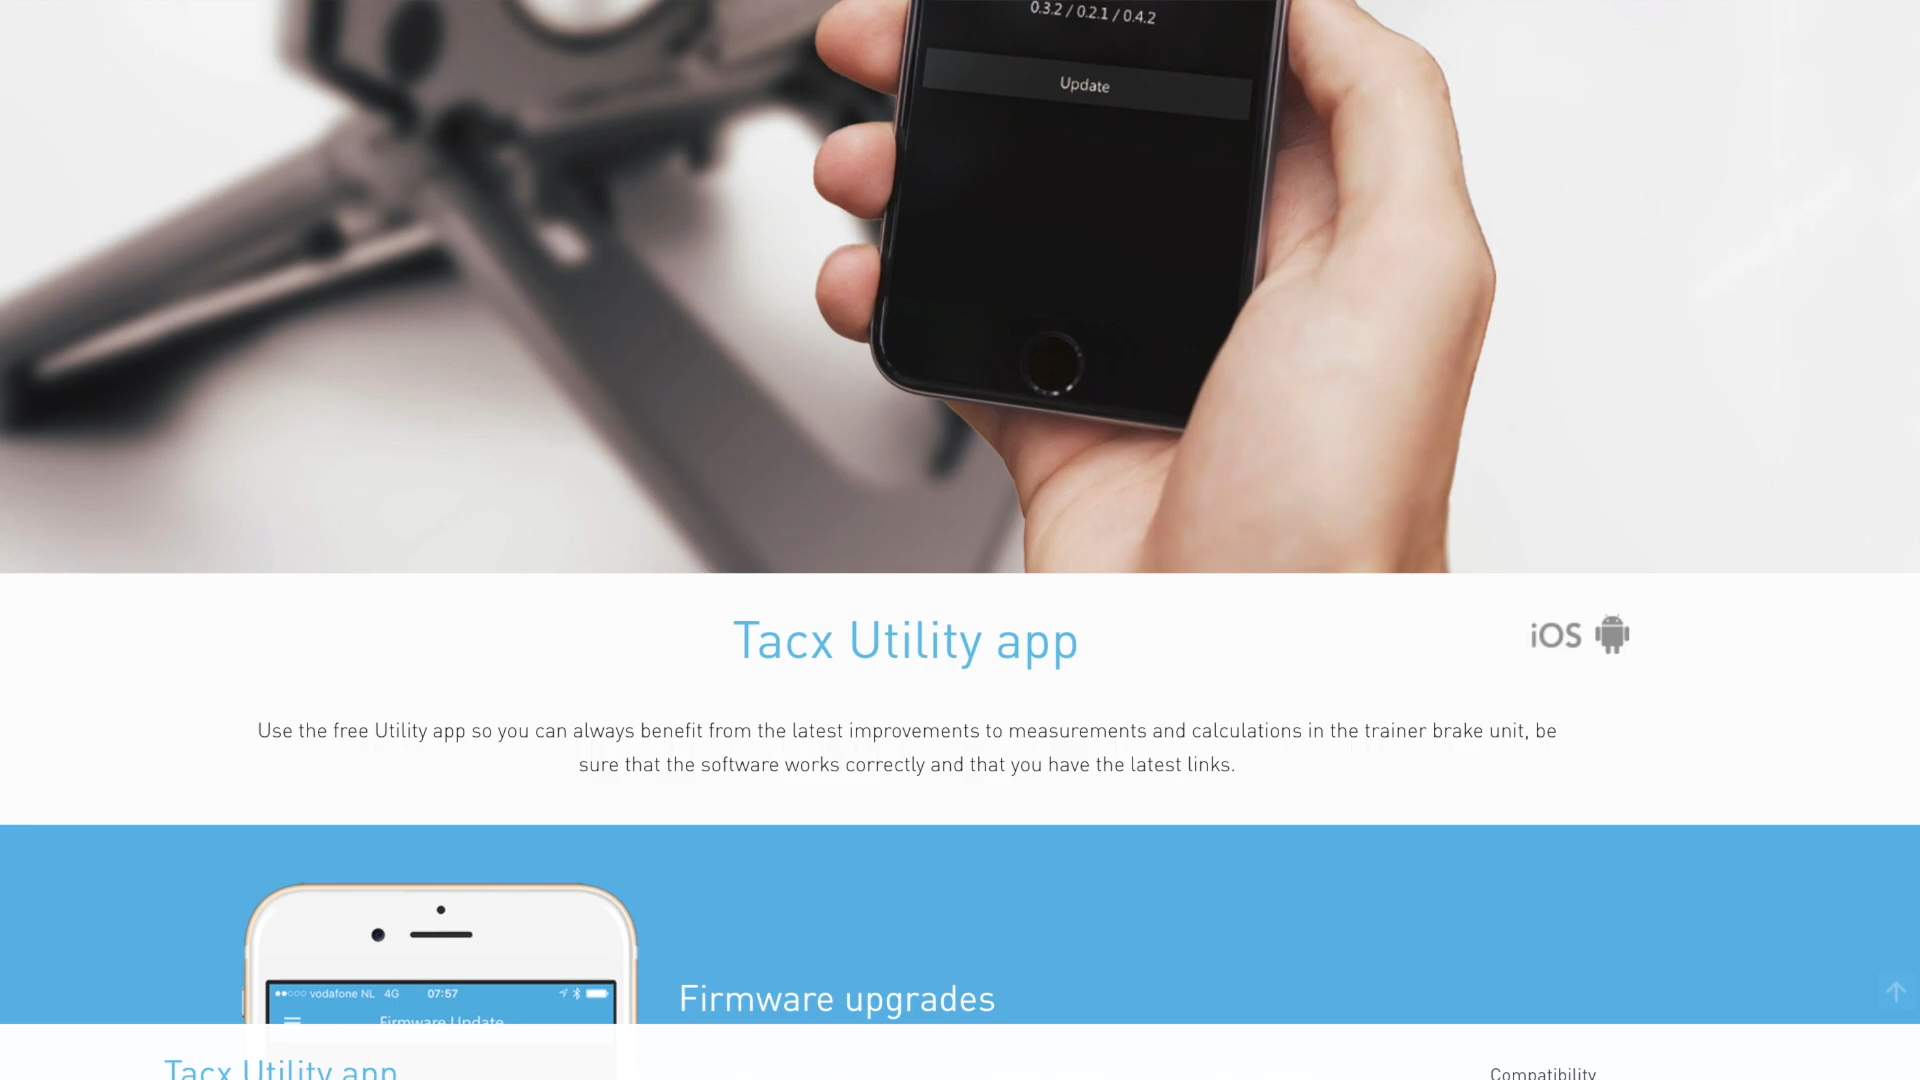 0.3.2 / 0.2.1 / 0.4.2
Update
Tacx Utility app
iOS
Use the free Utility app so you can always benefit from the latest improvements to measurements and calculations in the trainer brake unit, be
sure that the software works correctly and that you have the latest links.
vodafone NL 4G 07:57
Firmware Update
Firmware upgrades
Tacx Utility app
Compatibility